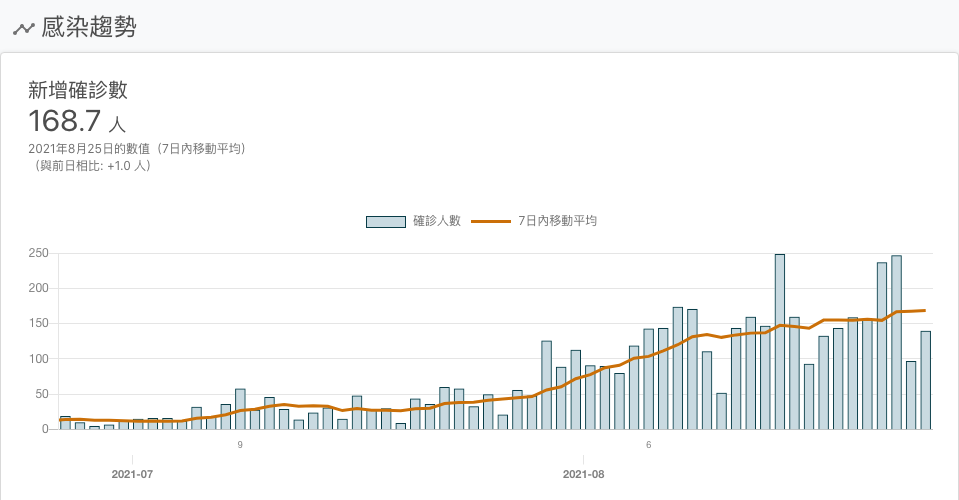 感染趨勢
新增確診數
168.7 人
2021年8月25日的數值（7日內移動平均）
（與前日相比: +1.0 人）
確診人數 7日內移動平均
250
200
150
100
50
0
9 6
2021-07 2021-08